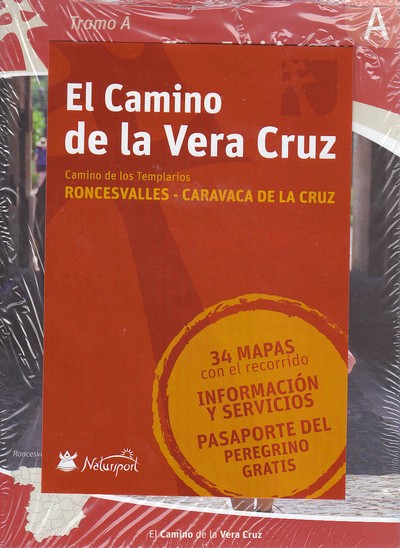 Tramo A
A
El Camino
de la Vera Cruz
Camino de los Templarios
RONCESVALLES - CARAVACA DE LA CRUZ
34 MAPAS
con el recorrido
INFORMACIÓN
Y SERVICIOS
PASAPORTE DEL
PEREGRINO
GRATIS
Natursport
El Camino de la Vera Cruz